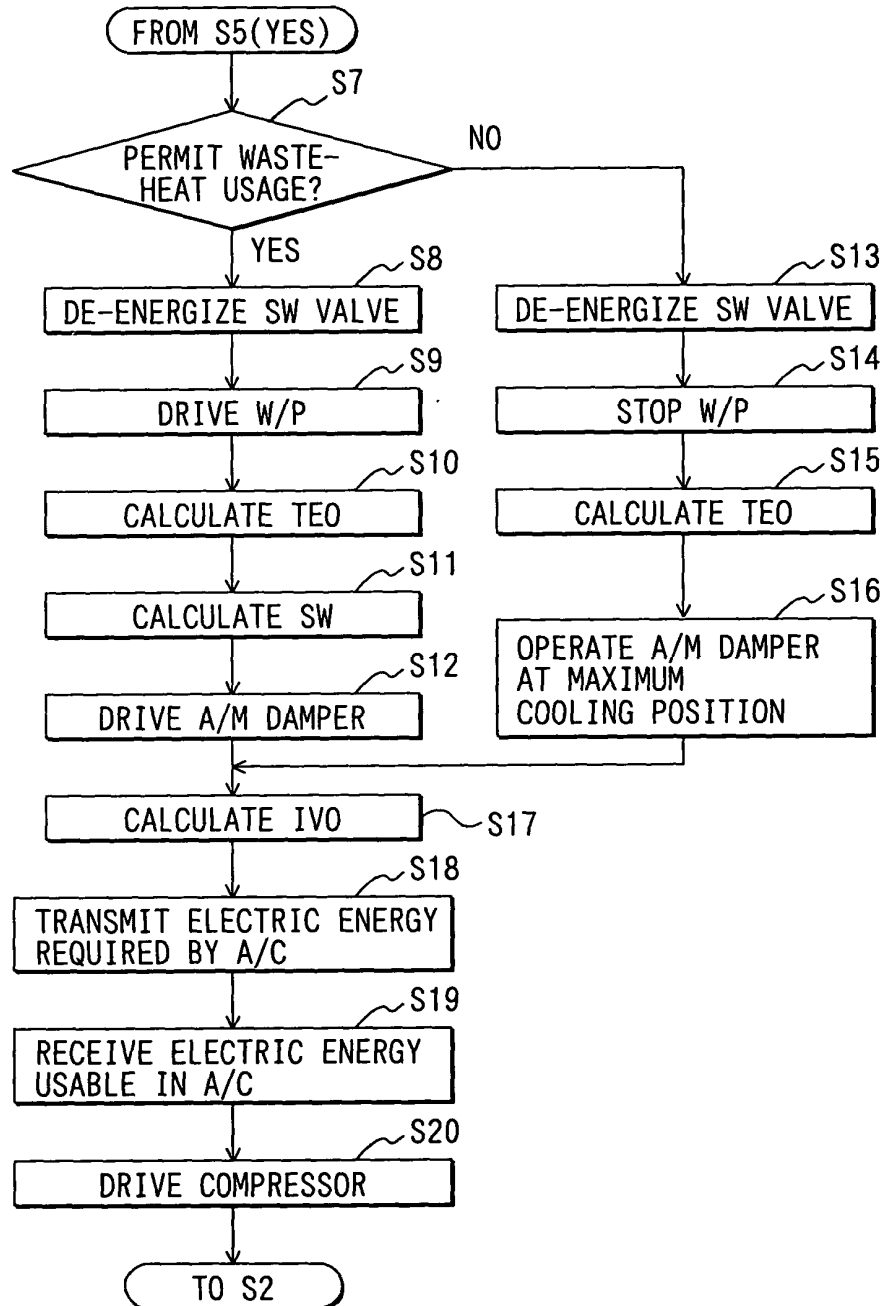 FROM S5(YES)
S7
PERMIT WASTE-
HEAT USAGE?
NO
YES
S8
DE-ENERGIZE SW VALVE
S9
DRIVE W/P
S10
CALCULATE TEO
S11
CALCULATE SW
S12
DRIVE A/M DAMPER
S13
DE-ENERGIZE SW VALVE
S14
STOP W/P
S15
CALCULATE TEO
S16
OPERATE A/M DAMPER
AT MAXIMUM
COOLING POSITION
CALCULATE IVO
S17
S18
TRANSMIT ELECTRIC ENERGY
REQUIRED BY A/C
S19
RECEIVE ELECTRIC ENERGY
USABLE IN A/C
S20
DRIVE COMPRESSOR
TO S2